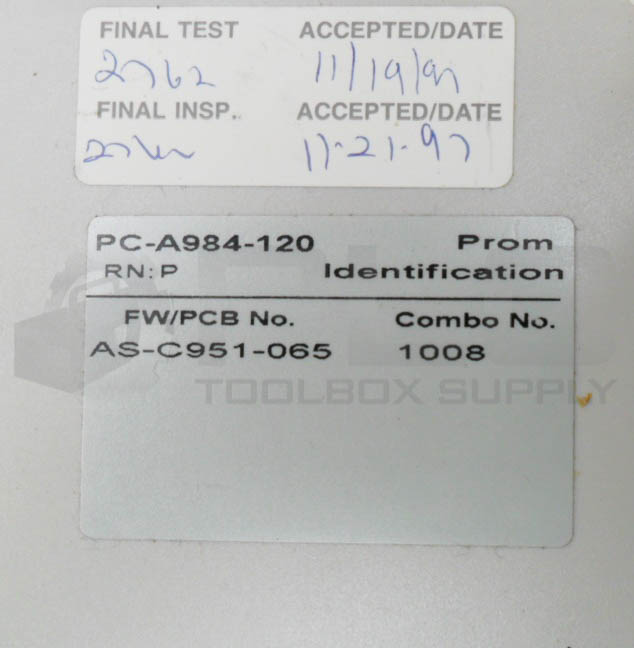 FINAL TEST ACCEPTED/DATE
2762 11/19/97
FINAL INSP. ACCEPTED/DATE
11-21-97
PC-A984-120 Prom
RN:P Identification
FW/PCB No. Combo No.
AS-C951-065 1008
PLC
TOOLBOX SUPPLY